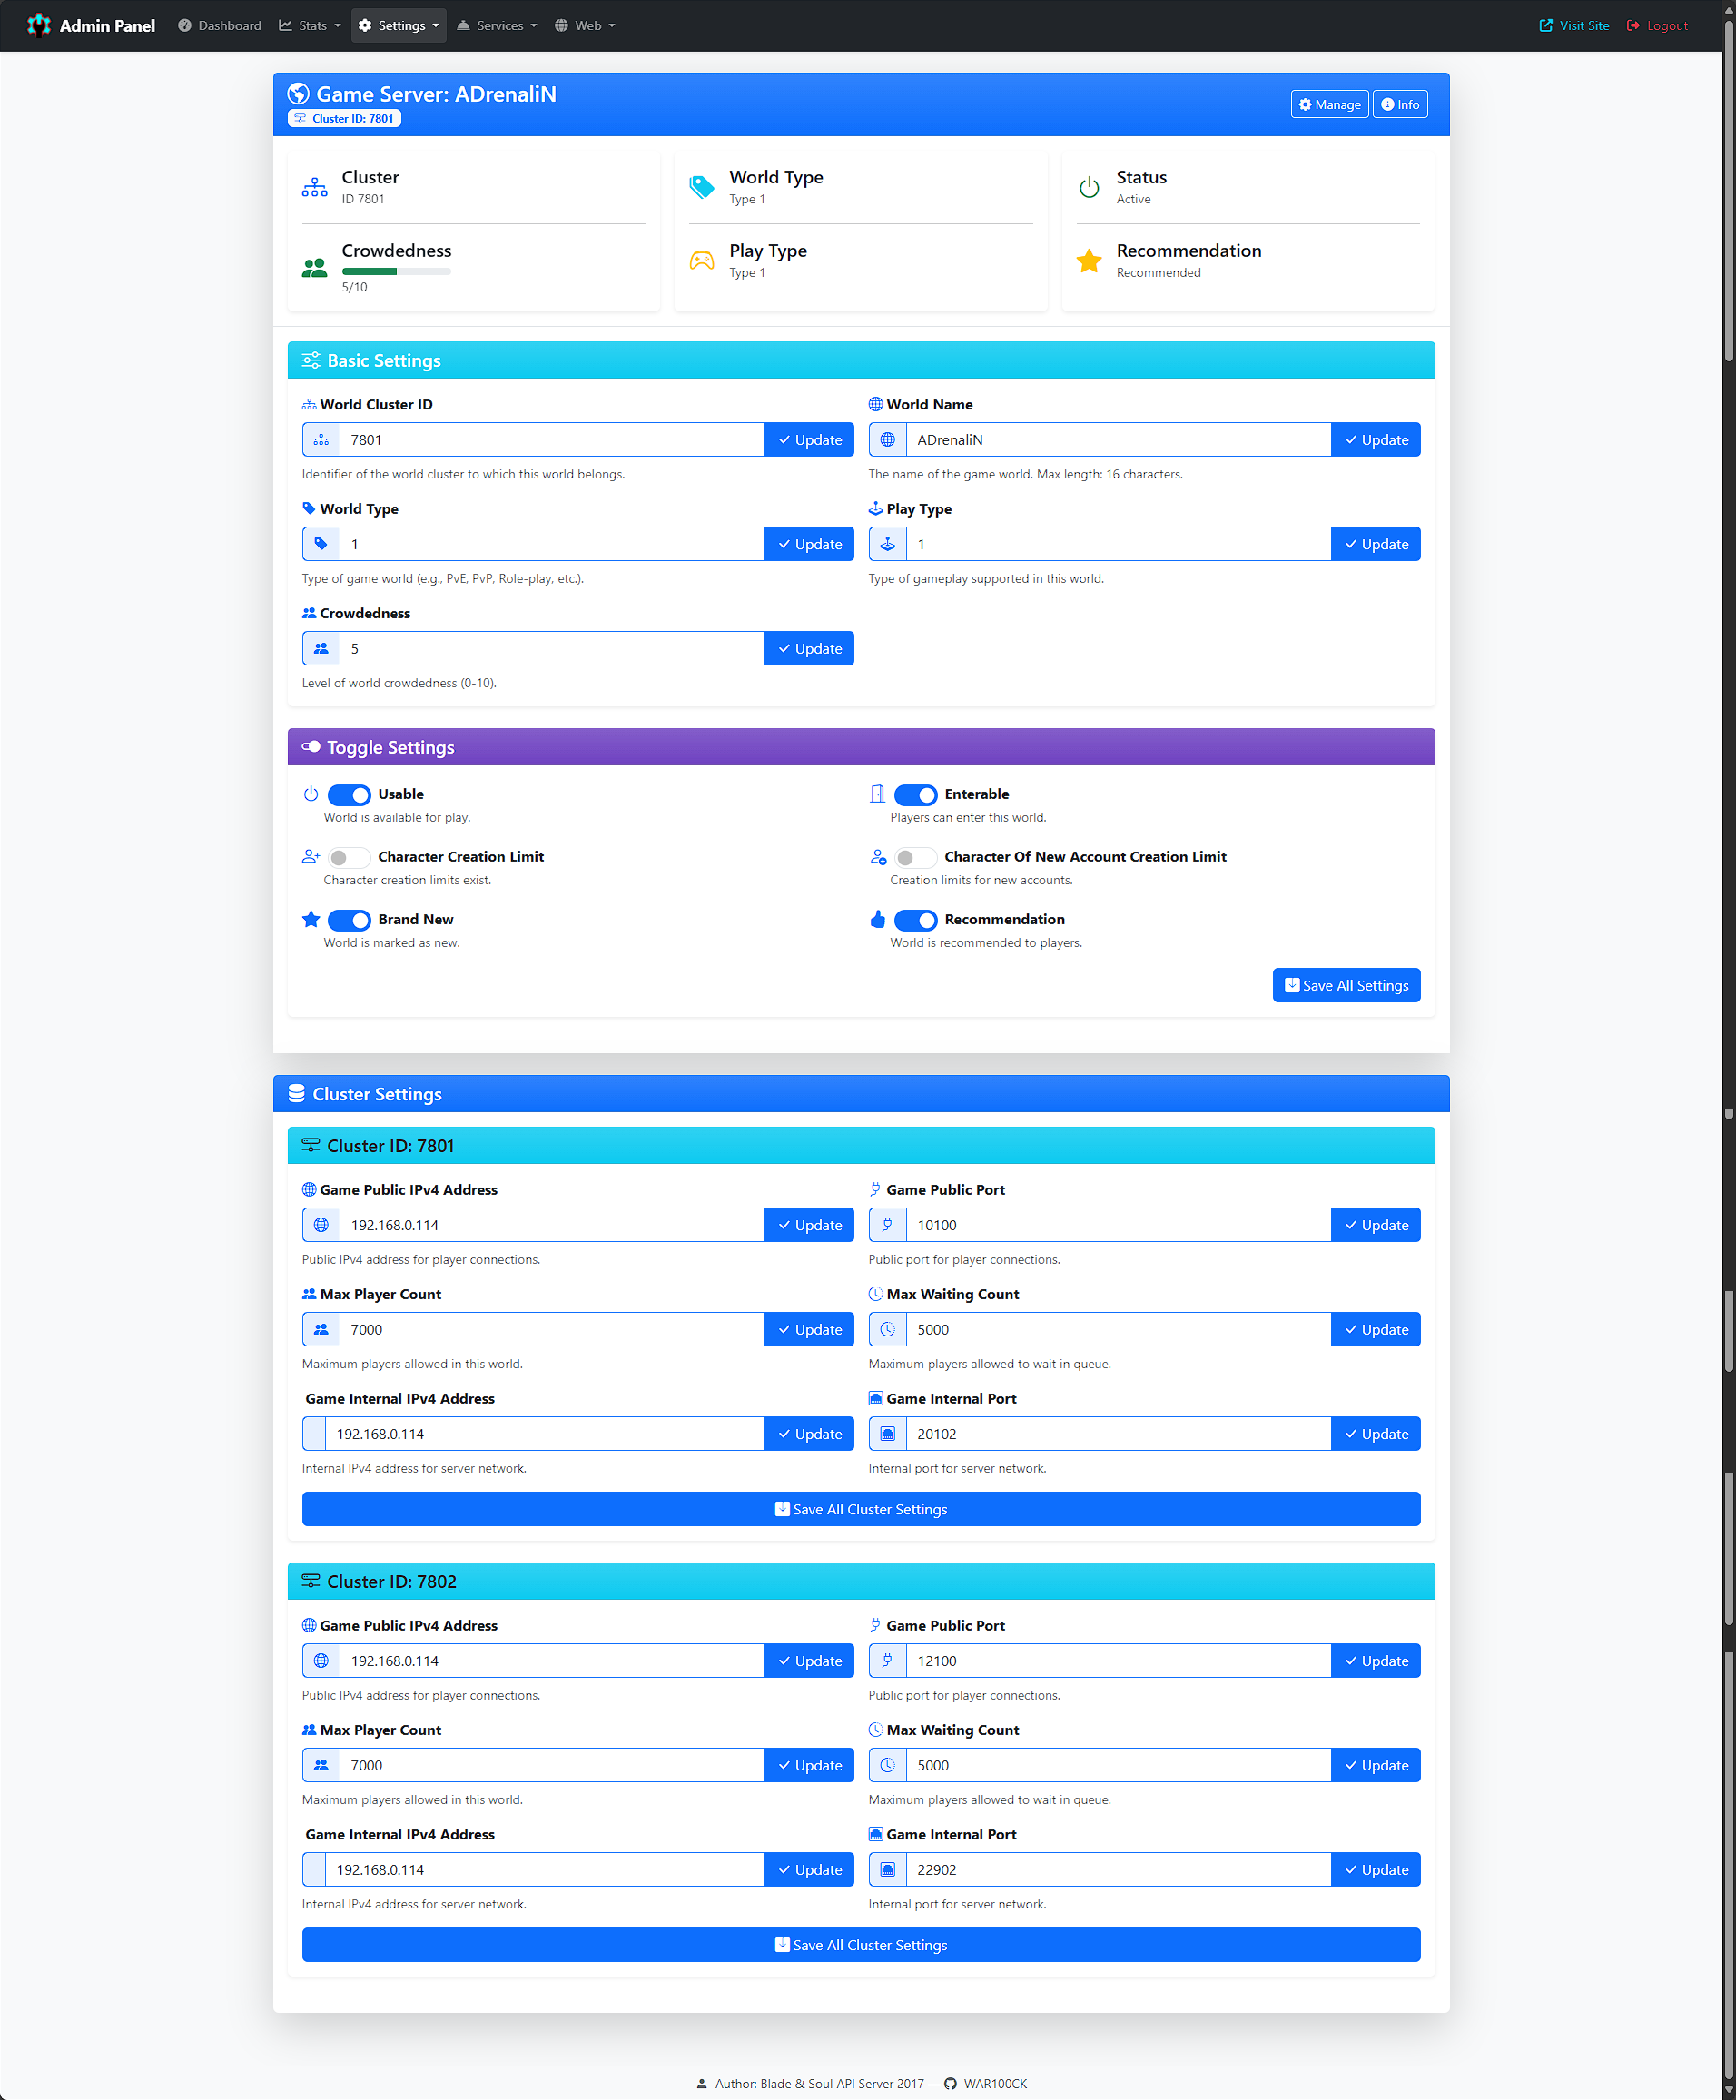 Admin Panel Dashboard Stats Settings Services Web Visit Site Logout
Game Server: ADrenaliN
Cluster ID: 7801
Manage Info
Cluster
ID 7801
Crowdedness
5/10
World Type
Type 1
Play Type
Type 1
Status
Active
Recommendation
Recommended
Basic Settings
World Cluster ID
7801 Update
Identifier of the world cluster to which this world belongs.
World Name
ADrenaliN Update
The name of the game world. Max length: 16 characters.
World Type
1 Update
Type of game world (e.g., PvE, PvP, Role-play, etc.).
Play Type
1 Update
Type of gameplay supported in this world.
Crowdedness
5 Update
Level of world crowdedness (0-10).
Toggle Settings
Usable
World is available for play.
Enterable
Players can enter this world.
Character Creation Limit
Character creation limits exist.
Character Of New Account Creation Limit
Creation limits for new accounts.
Brand New
World is marked as new.
Recommendation
World is recommended to players.
Save All Settings
Cluster Settings
Cluster ID: 7801
Game Public IPv4 Address
192.168.0.114 Update
Public IPv4 address for player connections.
Game Public Port
10100 Update
Public port for player connections.
Max Player Count
7000 Update
Maximum players allowed in this world.
Max Waiting Count
5000 Update
Maximum players allowed to wait in queue.
Game Internal IPv4 Address
192.168.0.114 Update
Internal IPv4 address for server network.
Game Internal Port
20102 Update
Internal port for server network.
Save All Cluster Settings
Cluster ID: 7802
Game Public IPv4 Address
192.168.0.114 Update
Public IPv4 address for player connections.
Game Public Port
12100 Update
Public port for player connections.
Max Player Count
7000 Update
Maximum players allowed in this world.
Max Waiting Count
5000 Update
Maximum players allowed to wait in queue.
Game Internal IPv4 Address
192.168.0.114 Update
Internal IPv4 address for server network.
Game Internal Port
22902 Update
Internal port for server network.
Save All Cluster Settings
Author: Blade & Soul API Server 2017 — WAR100CK